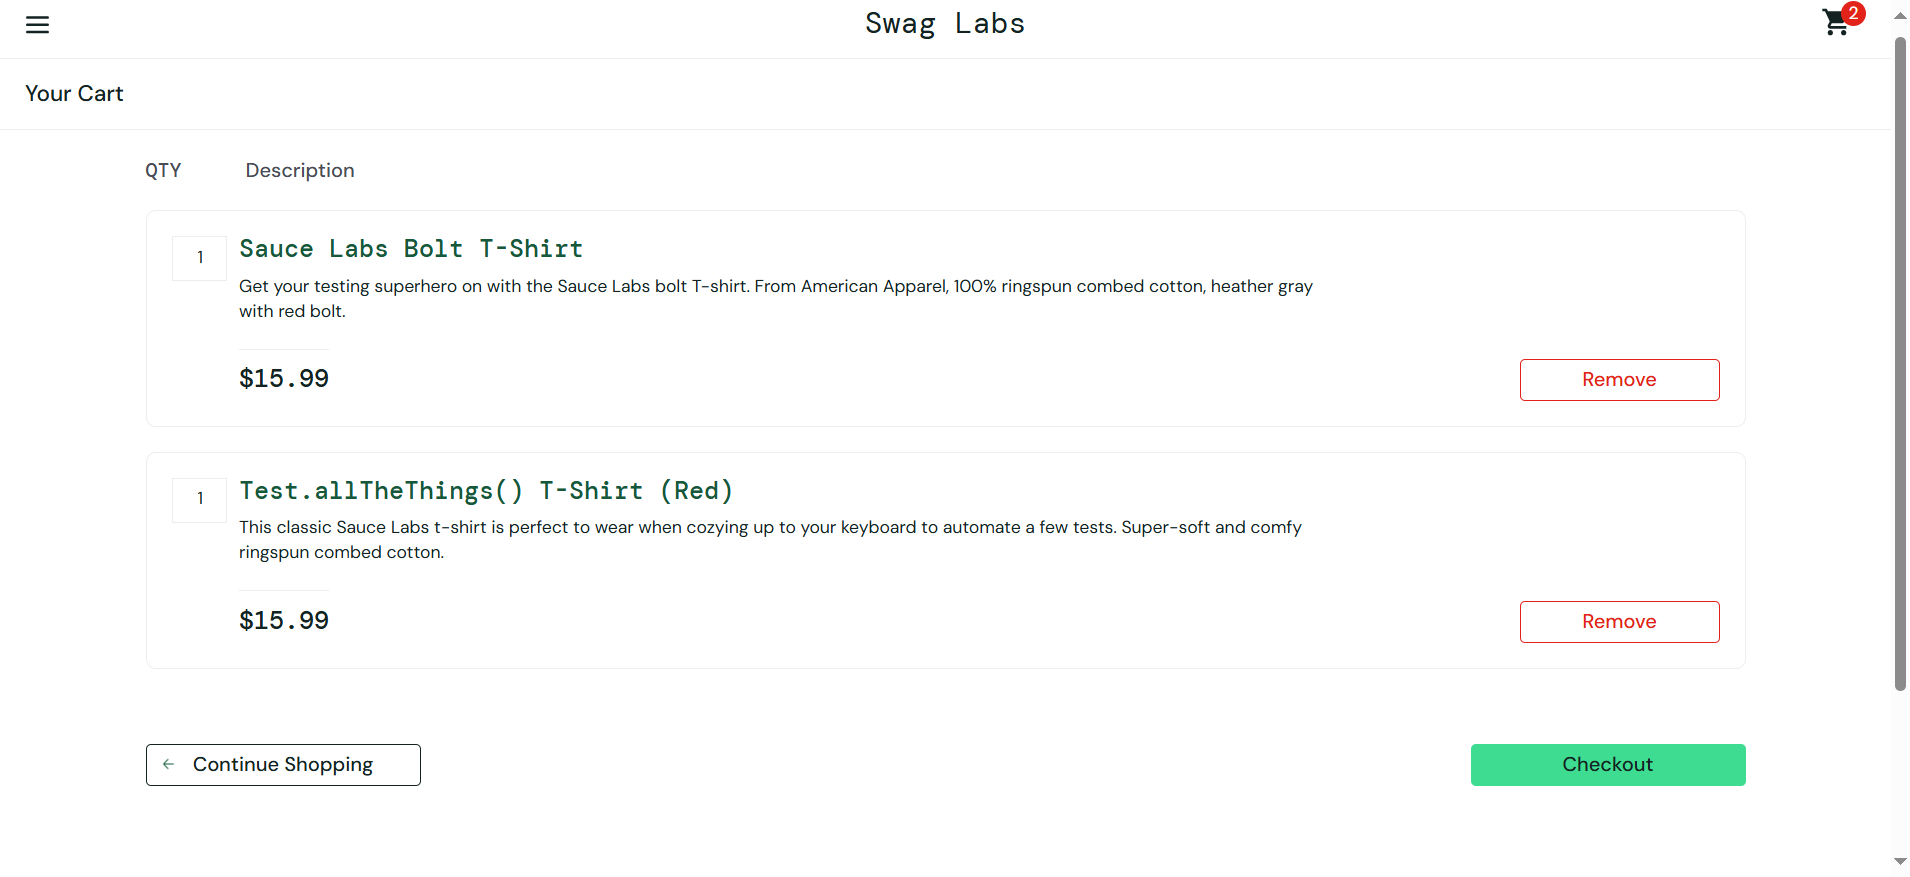 Swag Labs
2
Your Cart
QTY Description
1
Sauce Labs Bolt T-Shirt
Get your testing superhero on with the Sauce Labs bolt T-shirt. From American Apparel, 100% ringspun combed cotton, heather gray
with red bolt.
$15.99
Remove
1
Test.allTheThings() T-Shirt (Red)
This classic Sauce Labs t-shirt is perfect to wear when cozying up to your keyboard to automate a few tests. Super-soft and comfy
ringspun combed cotton.
$15.99
Remove
Continue Shopping
Checkout